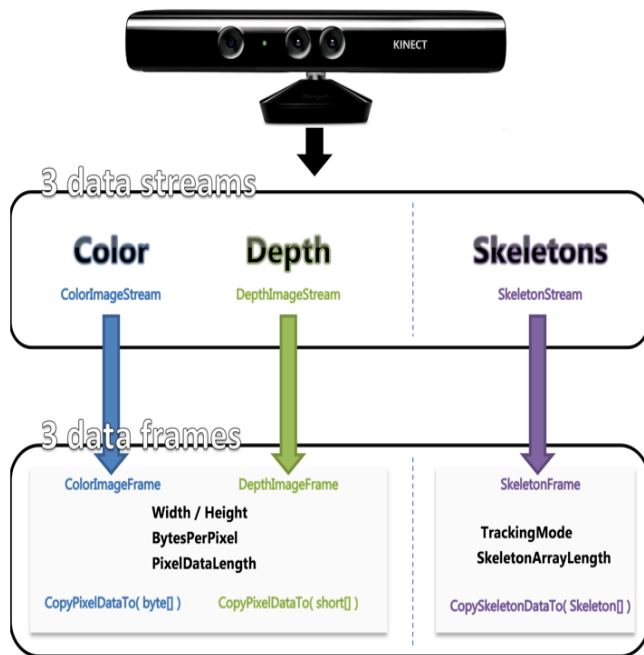 KINECT
3 data streams
Color
Depth
Skeletons
ColorImageStream
DepthImageStream
SkeletonStream
3 data frames
ColorImageFrame
DepthImageFrame
SkeletonFrame
Width / Height
BytesPerPixel
PixelDataLength
TrackingMode
SkeletonArrayLength
CopyPixelDataTo( byte[] )
CopyPixelDataTo( short[] )
CopySkeletonDataTo( Skeleton[] )